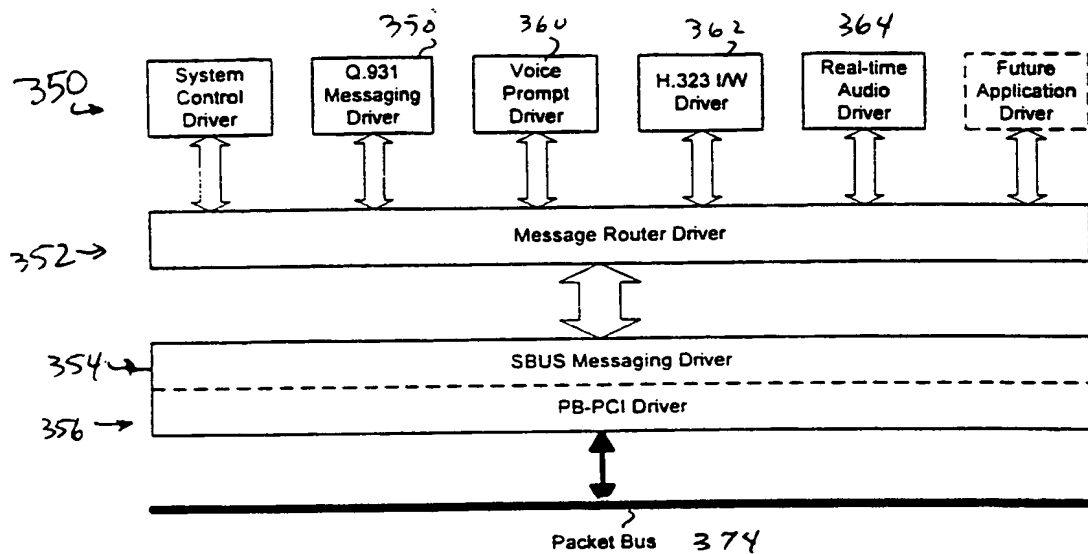 350 360 362 364
350
System Control Driver
Q.931 Messaging Driver
Voice Prompt Driver
H.323 I/W Driver
Real-time Audio Driver
Future Application Driver
352
Message Router Driver
354
SBUS Messaging Driver
356
PB-PCI Driver
Packet Bus 374